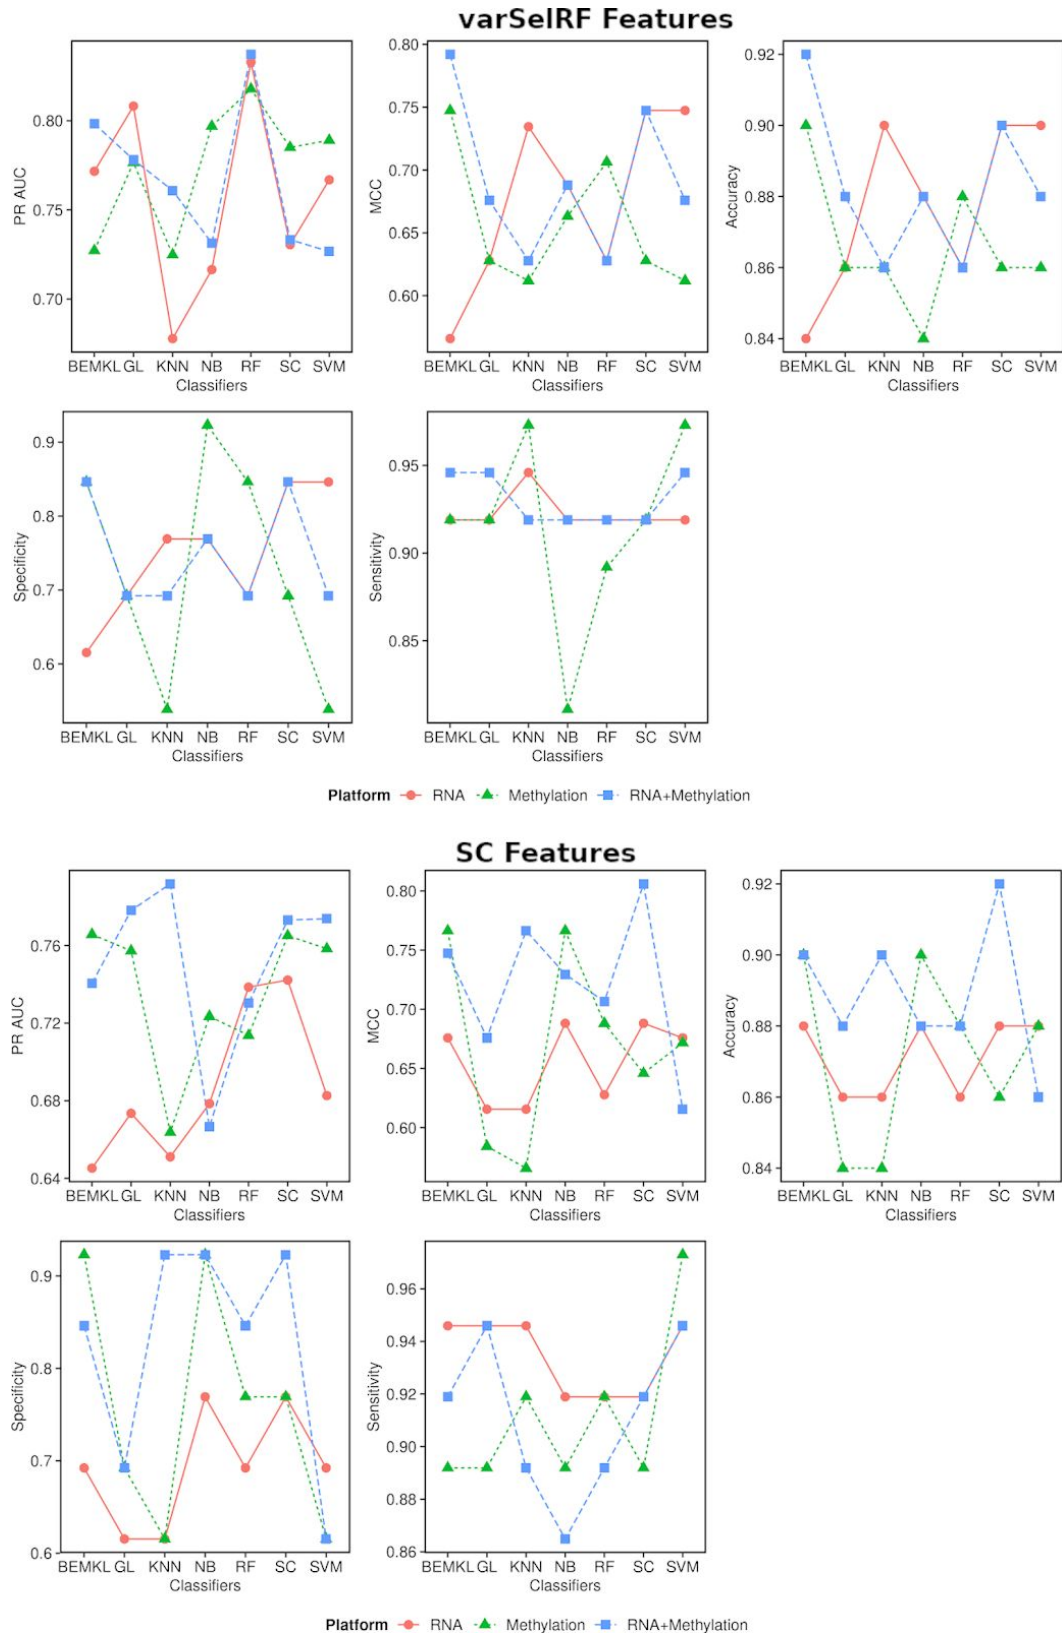 varSelRF Features
PR AUC
0.80
0.75
0.70
BEMKL GL KNN NB RF SC SVM
Classifiers
MCC
0.80
0.75
0.70
0.65
0.60
BEMKL GL KNN NB RF SC SVM
Classifiers
Accuracy
0.92
0.90
0.88
0.86
0.84
BEMKL GL KNN NB RF SC SVM
Classifiers
Specificity
0.9
0.8
0.7
0.6
BEMKL GL KNN NB RF SC SVM
Classifiers
Sensitivity
0.95
0.90
0.85
BEMKL GL KNN NB RF SC SVM
Classifiers
Platform RNA Methylation RNA+Methylation
SC Features
PR AUC
0.76
0.72
0.68
0.64
BEMKL GL KNN NB RF SC SVM
Classifiers
MCC
0.80
0.75
0.70
0.65
0.60
BEMKL GL KNN NB RF SC SVM
Classifiers
Accuracy
0.92
0.90
0.88
0.86
0.84
BEMKL GL KNN NB RF SC SVM
Classifiers
Specificity
0.9
0.8
0.7
0.6
BEMKL GL KNN NB RF SC SVM
Classifiers
Sensitivity
0.96
0.94
0.92
0.90
0.88
0.86
BEMKL GL KNN NB RF SC SVM
Classifiers
Platform RNA Methylation RNA+Methylation